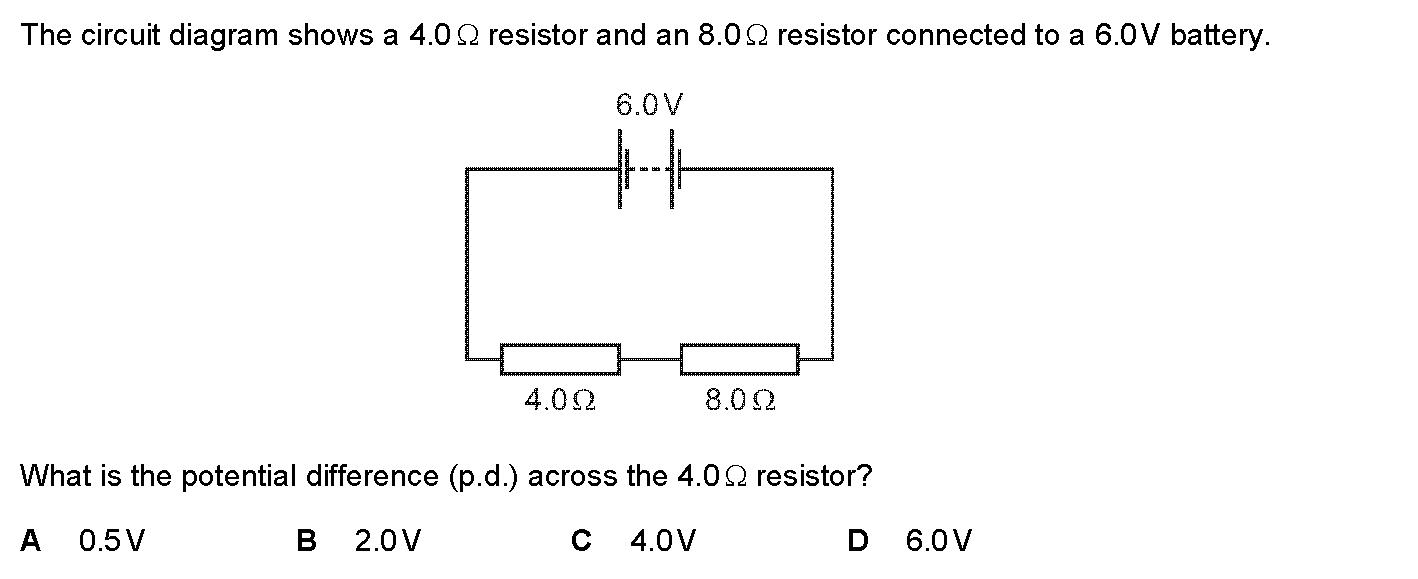 The circuit diagram shows a 4.0 Ω resistor and an 8.0 Ω resistor connected to a 6.0 V battery.
6.0 V
4.0 Ω 8.0 Ω
What is the potential difference (p.d.) across the 4.0 Ω resistor?
A 0.5 V B 2.0 V C 4.0 V D 6.0 V